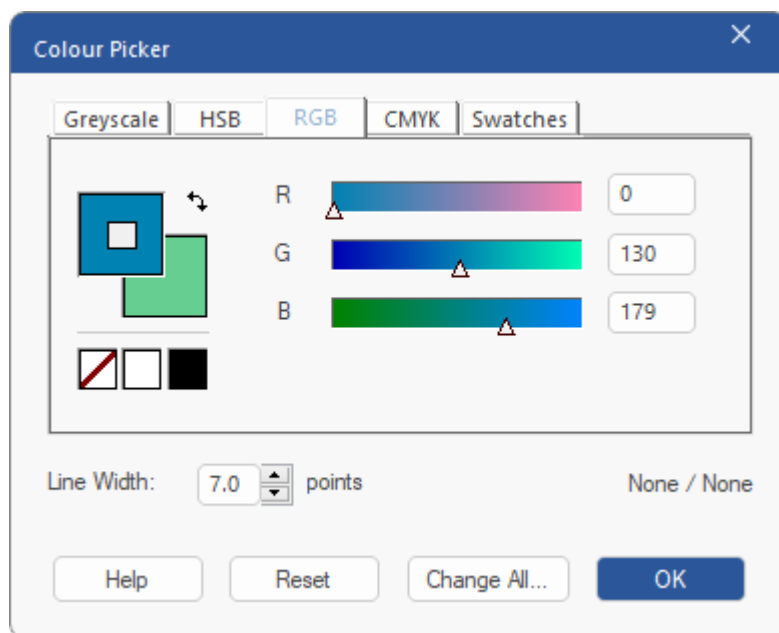 Colour Picker
Greyscale HSB RGB CMYK Swatches
R 0
G 130
B 179
Line Width: 7.0 points None / None
Help Reset Change All... OK